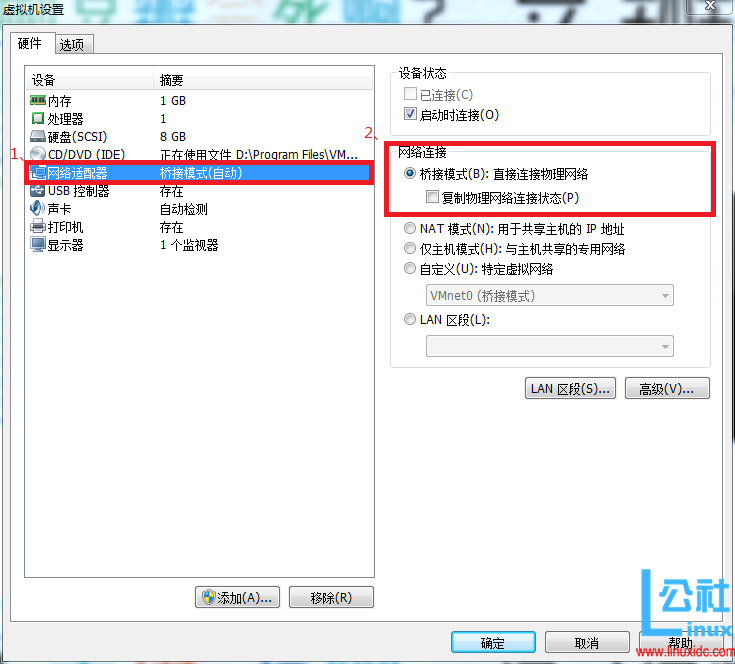 虚拟机设置
硬件 选项
设备 摘要
内存 1 GB
处理器 1
硬盘(SCSI) 8 GB
1、 CD/DVD (IDE) 正在使用文件 D:\Program Files\VM...
网络适配器 桥接模式(自动)
USB 控制器 存在
声卡 自动检测
打印机 存在
显示器 1 个监视器
添加(A)... 移除(R)
设备状态
已连接(C)
启动时连接(O)
2、
网络连接
桥接模式(B): 直接连接物理网络
复制物理网络连接状态(P)
NAT 模式(N): 用于共享主机的 IP 地址
仅主机模式(H): 与主机共享的专用网络
自定义(U): 特定虚拟网络
VMnet0 (桥接模式)
LAN 区段(L):
LAN 区段(S)... 高级(V)...
确定 取消 帮助
Linux公社
www.linuxidc.com